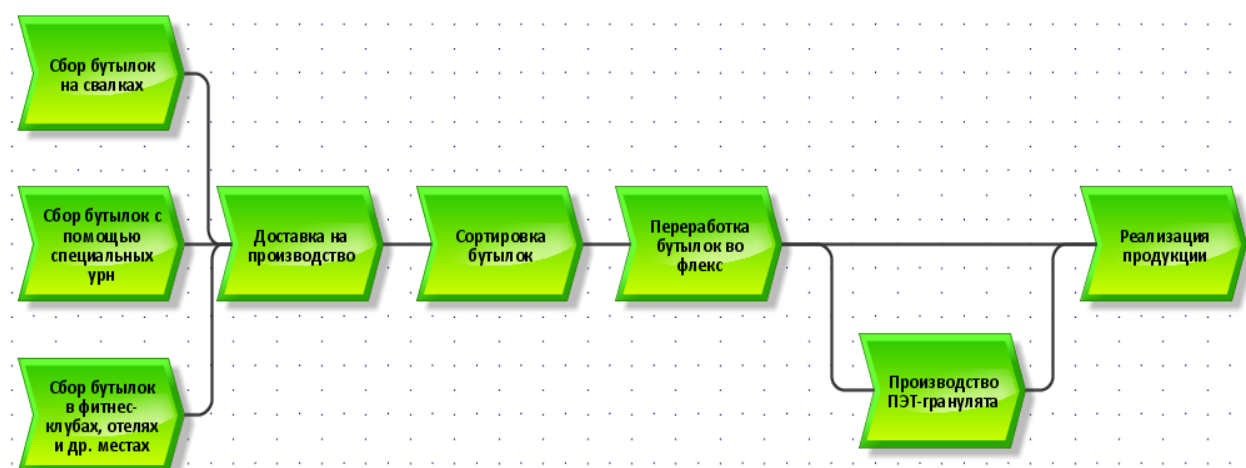 Сбор бутылок
на свалках
Сбор бутылок с
помощью
специальных
урн
Доставка на
производство
Сортировка
бутылок
Переработка
бутылок во
флекс
Реализация
продукции
Сбор бутылок
в фитнес-
клубах, отелях
и др. местах
Производство
ПЭТ-гранулята